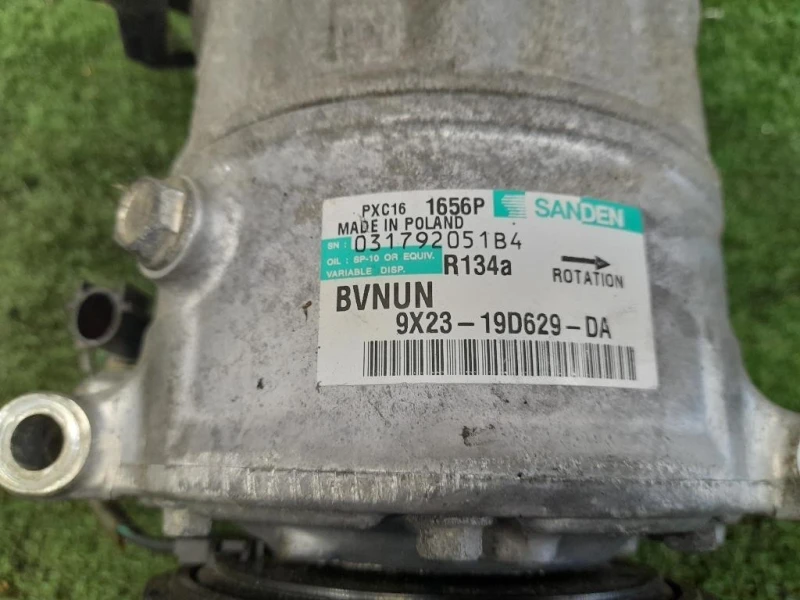 PXC16 1656P SANDEN
MADE IN POLAND
SN : 031792051B4
OIL : SP-10 OR EQUIV.
VARIABLE DISP. R134a
ROTATION
BVNUN
9X23-19D629-DA